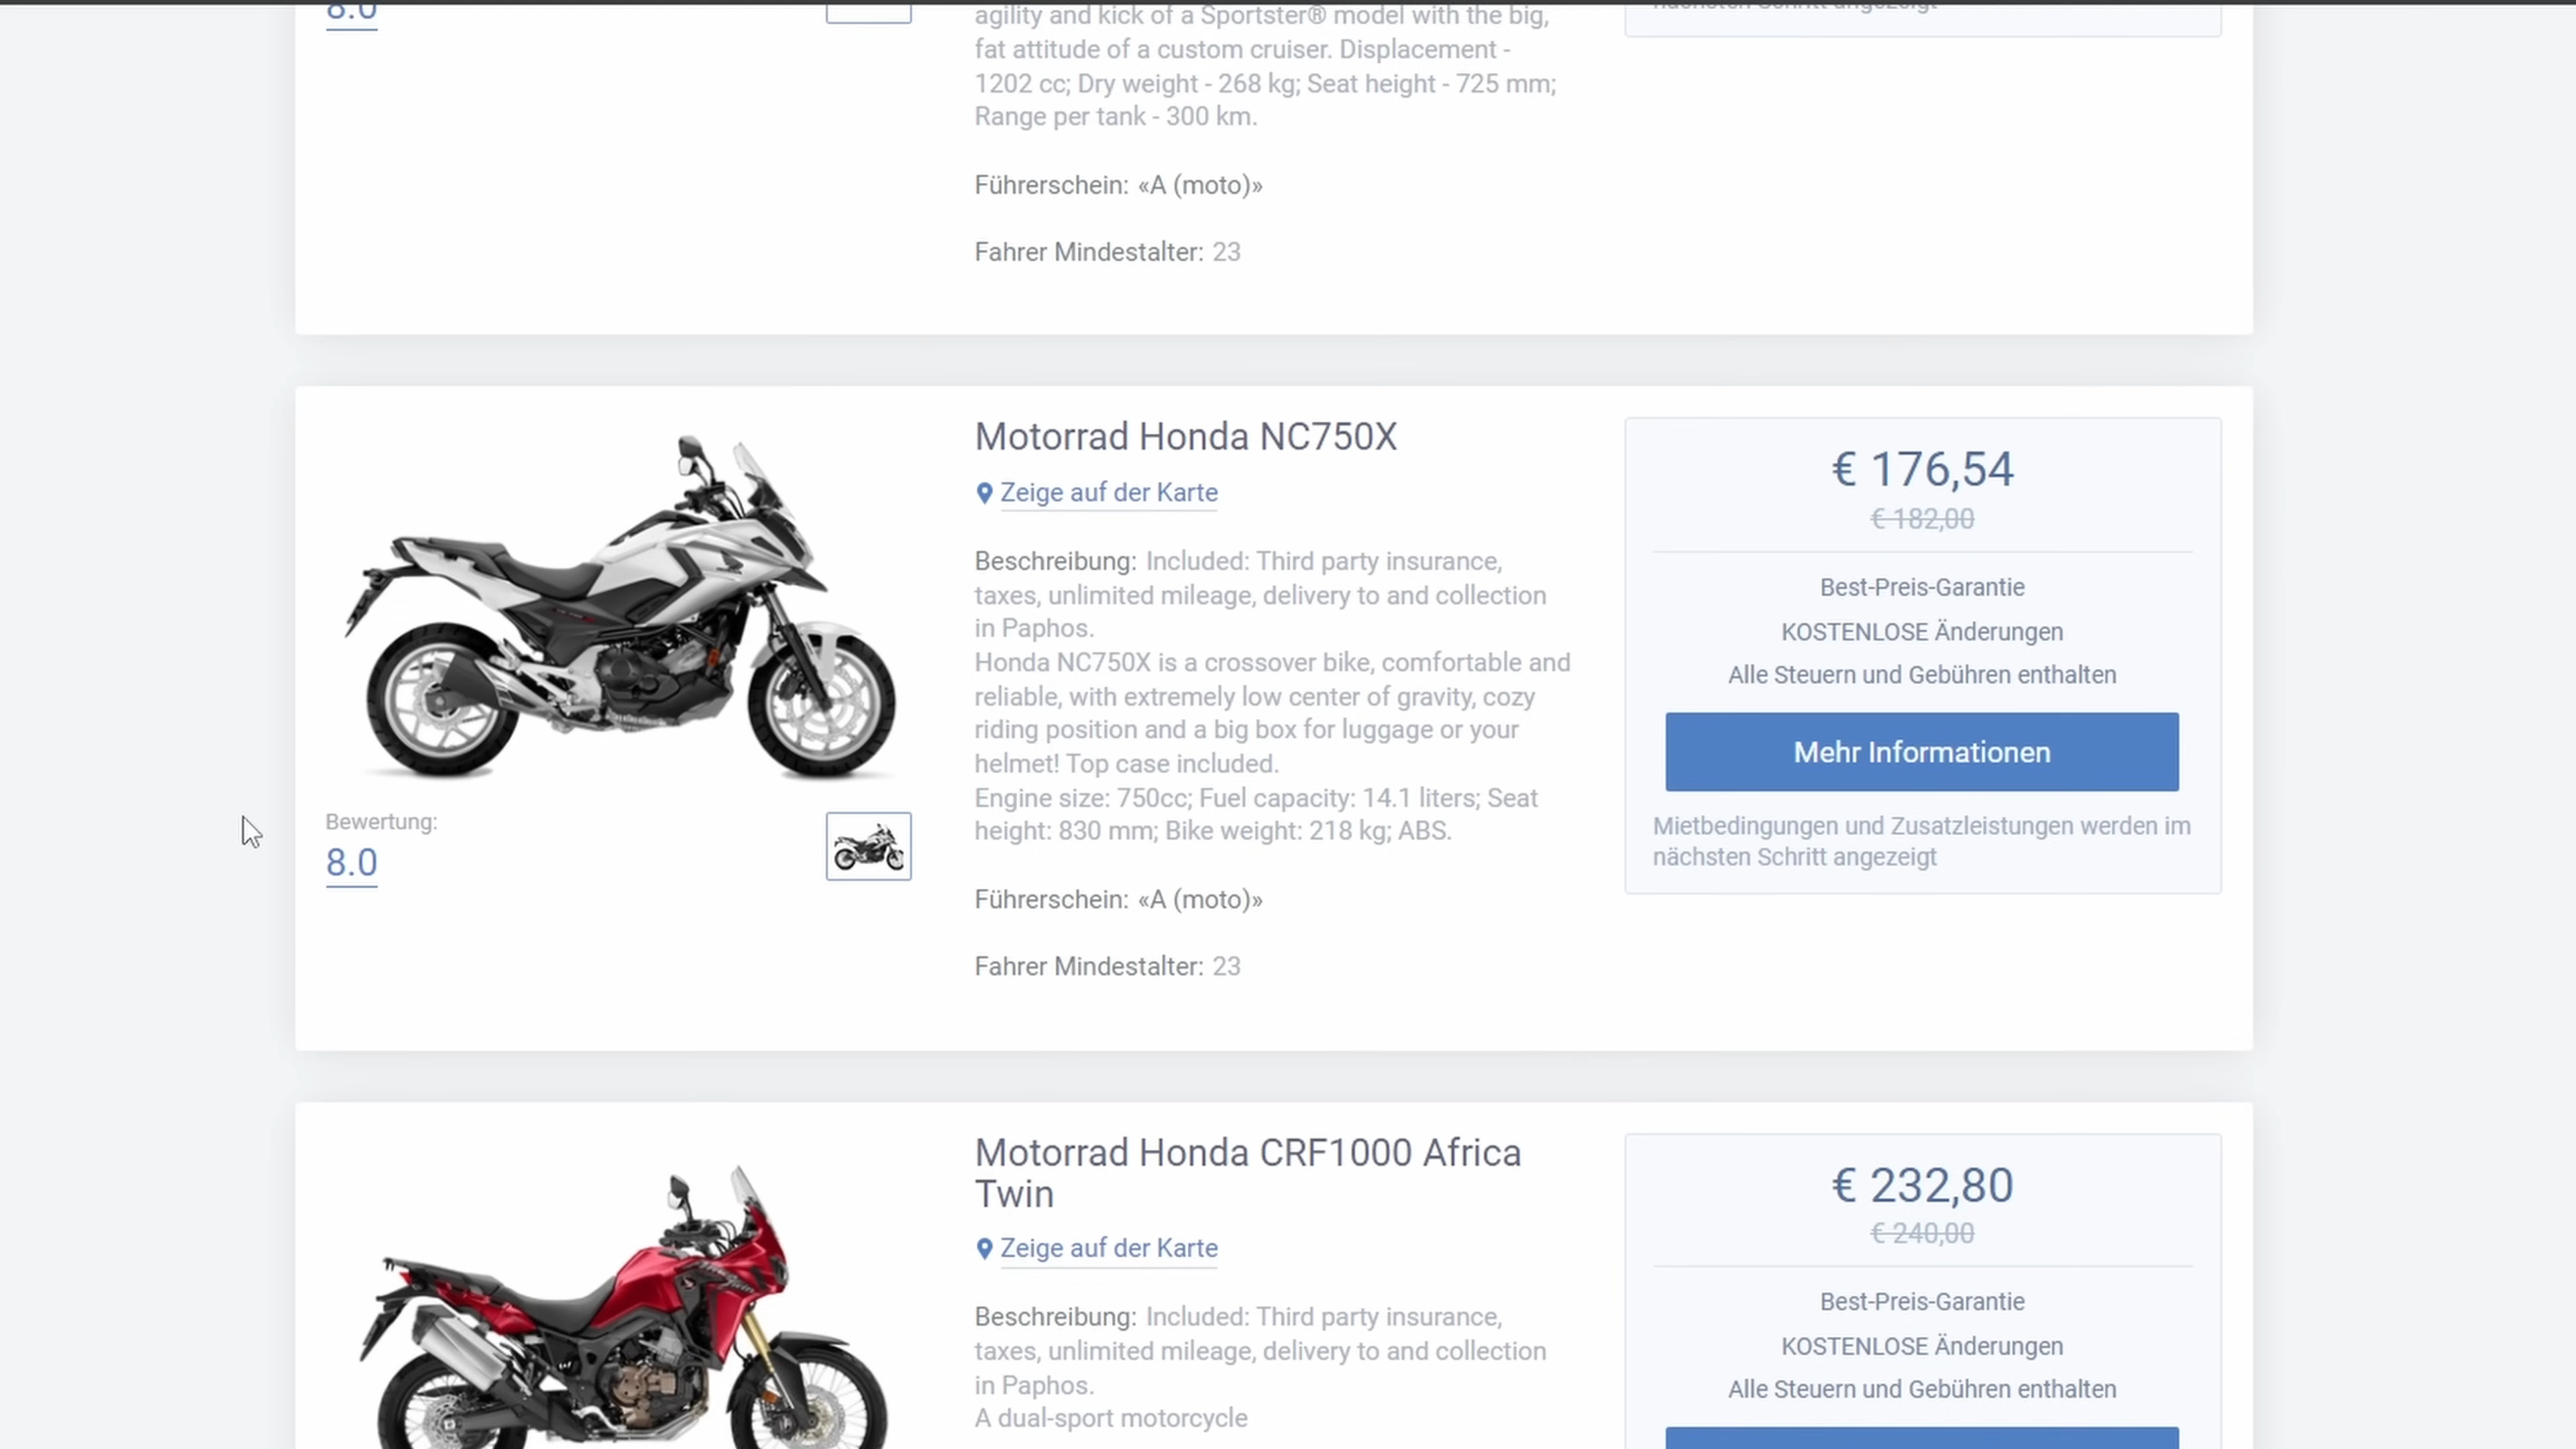 8.0
agility and kick of a Sportster® model with the big,
fat attitude of a custom cruiser. Displacement -
1202 cc; Dry weight - 268 kg; Seat height - 725 mm;
Range per tank - 300 km.
Führerschein: «A (moto)»
Fahrer Mindestalter: 23
nächsten Schritt angezeigt
Motorrad Honda NC750X
Zeige auf der Karte
Beschreibung: Included: Third party insurance,
taxes, unlimited mileage, delivery to and collection
in Paphos.
Honda NC750X is a crossover bike, comfortable and
reliable, with extremely low center of gravity, cozy
riding position and a big box for luggage or your
helmet! Top case included.
Engine size: 750cc; Fuel capacity: 14.1 liters; Seat
height: 830 mm; Bike weight: 218 kg; ABS.
Führerschein: «A (moto)»
Fahrer Mindestalter: 23
Bewertung:
8.0
€ 176,54
€ 182,00
Best-Preis-Garantie
KOSTENLOSE Änderungen
Alle Steuern und Gebühren enthalten
Mehr Informationen
Mietbedingungen und Zusatzleistungen werden im
nächsten Schritt angezeigt
Motorrad Honda CRF1000 Africa
Twin
Zeige auf der Karte
Beschreibung: Included: Third party insurance,
taxes, unlimited mileage, delivery to and collection
in Paphos.
A dual-sport motorcycle
€ 232,80
€ 240,00
Best-Preis-Garantie
KOSTENLOSE Änderungen
Alle Steuern und Gebühren enthalten